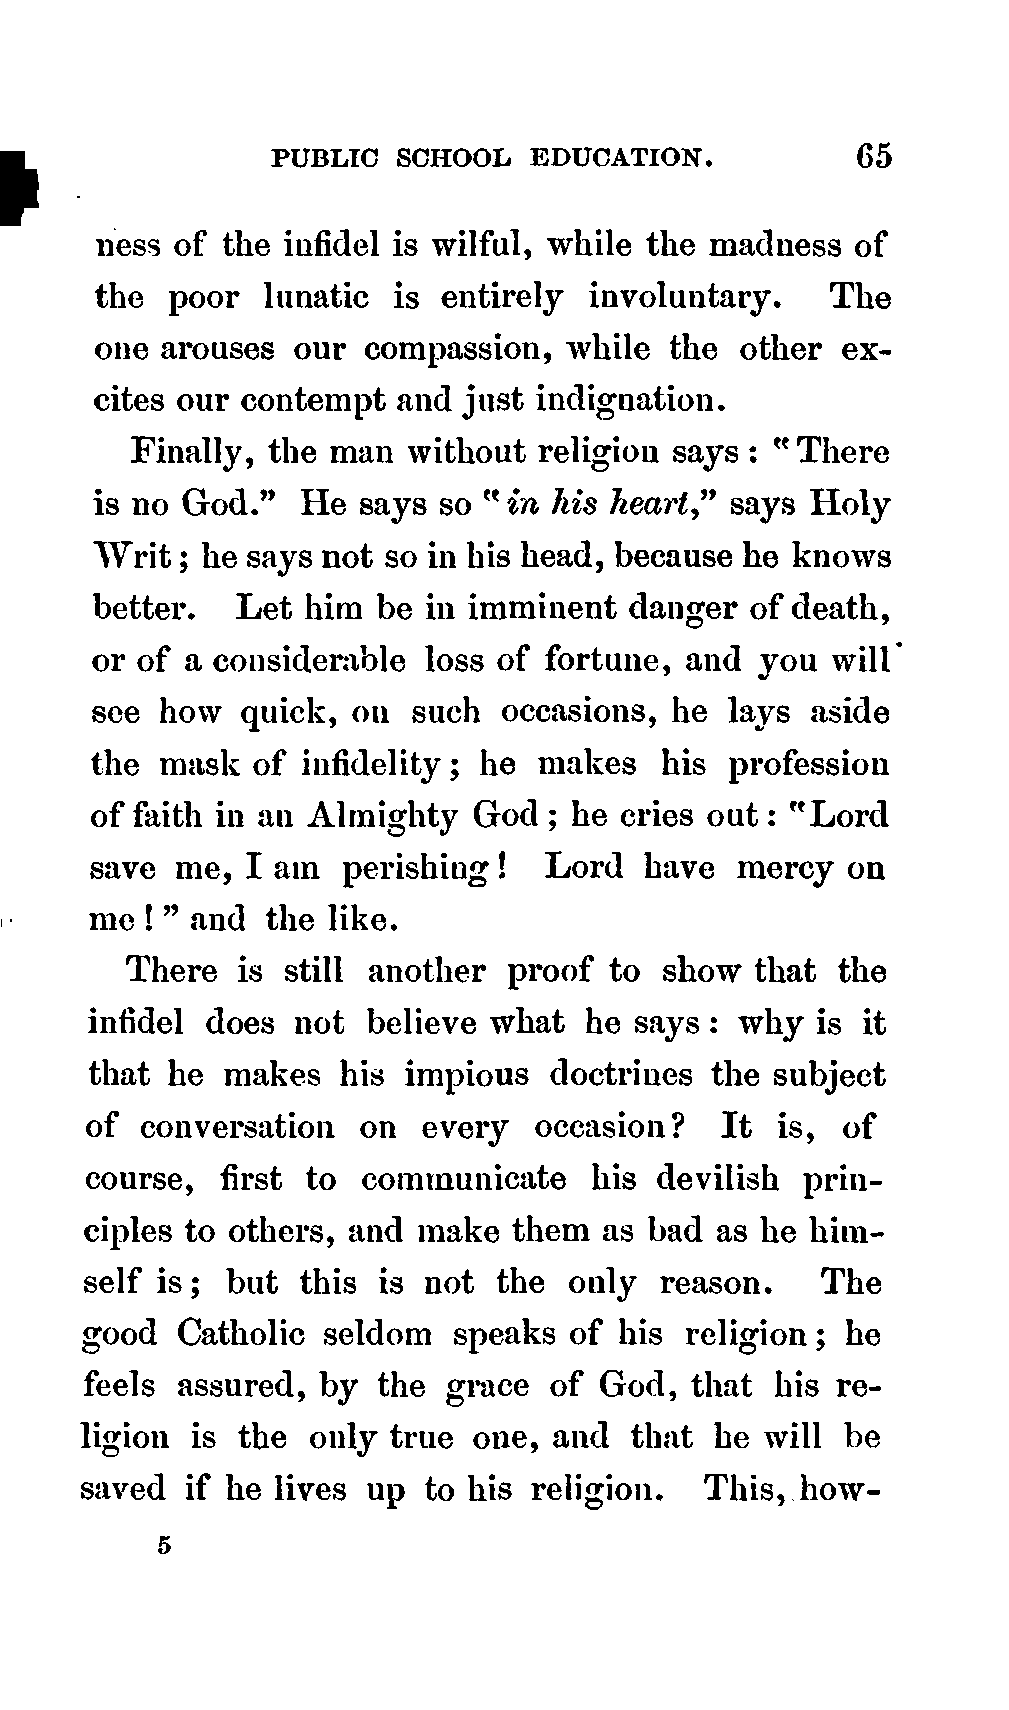 PUBLIC SCHOOL EDUCATION. 65
ness of the infidel is wilful, while the madness of
the poor lunatic is entirely involuntary. The
one arouses our compassion, while the other ex-
cites our contempt and just indignation.
Finally, the man without religion says: "There
is no God." He says so "in his heart," says Holy
Writ; he says not so in his head, because he knows
better. Let him be in imminent danger of death,
or of a considerable loss of fortune, and you will
see how quick, on such occasions, he lays aside
the mask of infidelity; he makes his profession
of faith in an Almighty God; he cries out: "Lord
save me, I am perishing! Lord have mercy on
me!" and the like.
There is still another proof to show that the
infidel does not believe what he says: why is it
that he makes his impious doctrines the subject
of conversation on every occasion? It is, of
course, first to communicate his devilish prin-
ciples to others, and make them as bad as he him-
self is; but this is not the only reason. The
good Catholic seldom speaks of his religion; he
feels assured, by the grace of God, that his re-
ligion is the only true one, and that he will be
saved if he lives up to his religion. This, how-
5